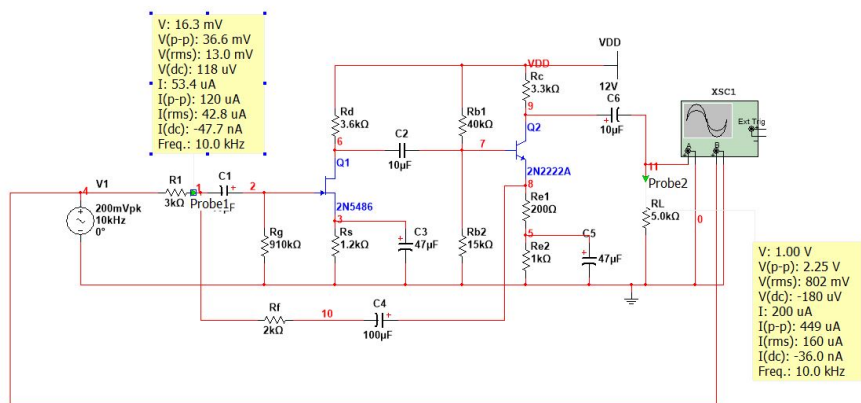 V: 16.3 mV
V(p-p): 36.6 mV
V(rms): 13.0 mV
V(dc): 118 uV
I: 53.4 uA
I(p-p): 120 uA
I(rms): 42.8 uA
I(dc): -47.7 nA
Freq.: 10.0 kHz
VDD
VDD
12V
Rc
3.3kΩ
9
C6
10µF
XSC1
Ext Trig
A
B
Rd
3.6kΩ
6
C2
10µF
Rb1
40kΩ
7
Q2
2N2222A
8
11
Probe2
Q1
2N5486
3
4
V1
200mVpk
10kHz
0°
R1
3kΩ
1
Probe1
C1
2
Rg
910kΩ
Rs
1.2kΩ
C3
47µF
Rb2
15kΩ
Re1
200Ω
5
Re2
1kΩ
C5
47µF
RL
5.0kΩ
0
Rf
2kΩ
10
C4
100µF
V: 1.00 V
V(p-p): 2.25 V
V(rms): 802 mV
V(dc): -180 uV
I: 200 uA
I(p-p): 449 uA
I(rms): 160 uA
I(dc): -36.0 nA
Freq.: 10.0 kHz